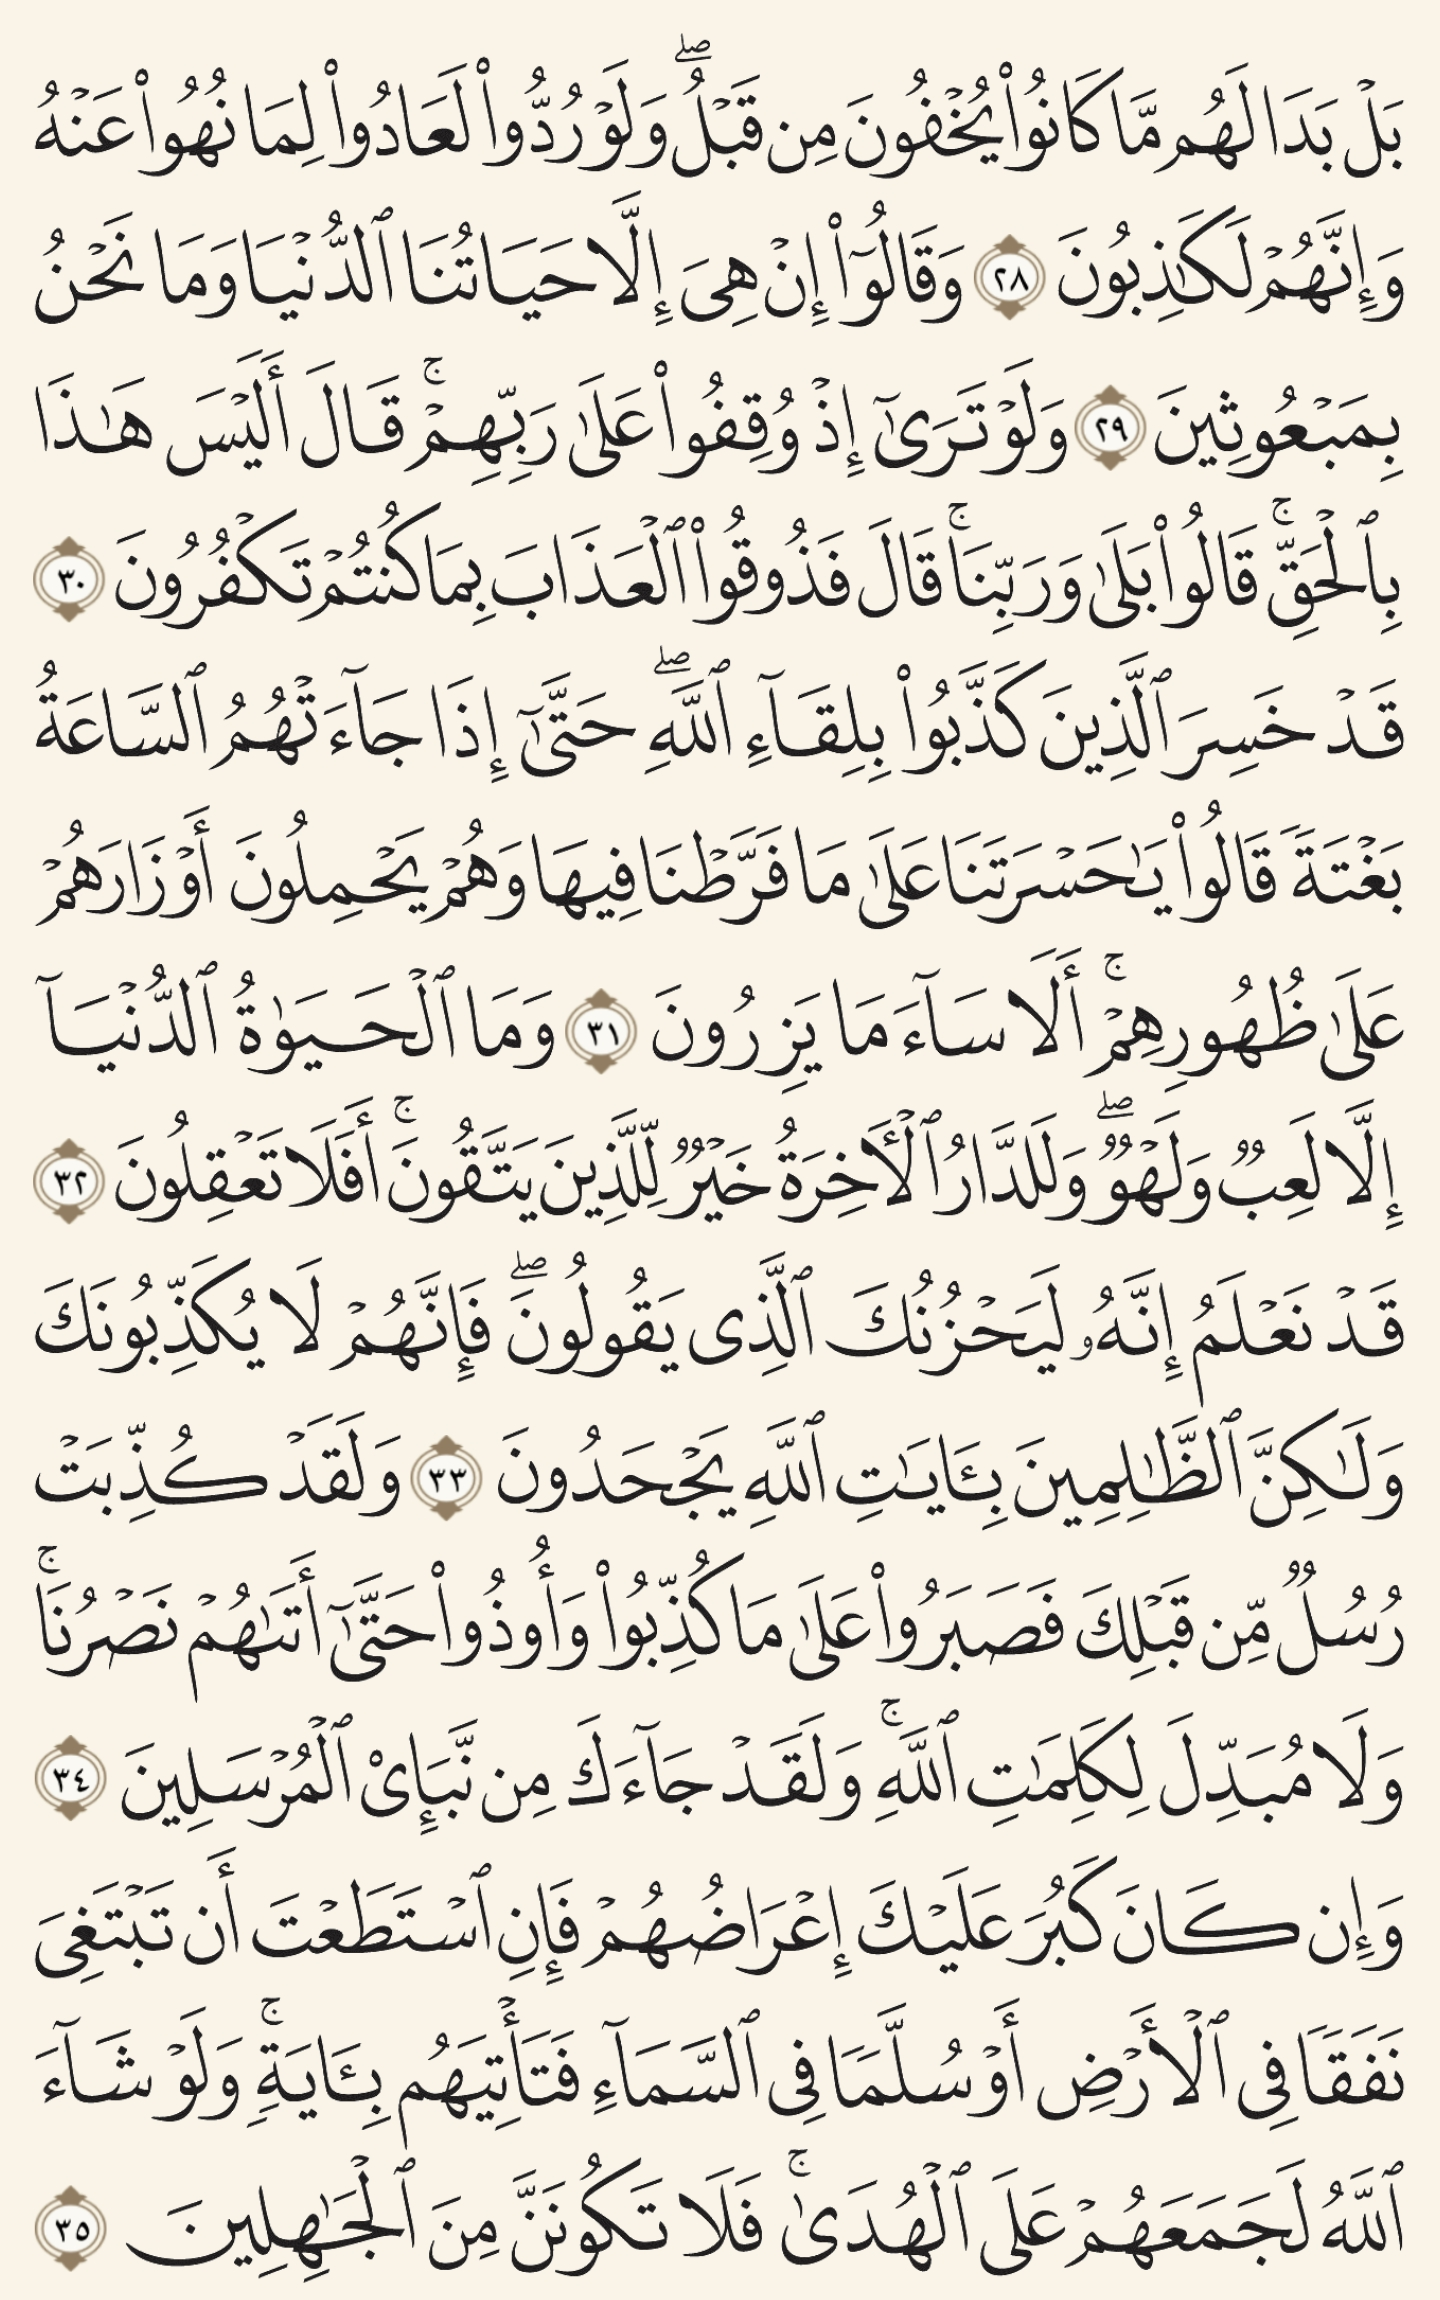 بَلۡ بَدَا لَهُم مَّا كَانُواْ يُخۡفُونَ مِن قَبۡلُۖ وَلَوۡ رُدُّواْ لَعَادُواْ لِمَا نُهُواْ عَنۡهُ
وَإِنَّهُمۡ لَكَٰذِبُونَ ٢٨ وَقَالُوٓاْ إِنۡ هِيَ إِلَّا حَيَاتُنَا ٱلدُّنۡيَا وَمَا نَحۡنُ
بِمَبۡعُوثِينَ ٢٩ وَلَوۡ تَرَىٰٓ إِذۡ وُقِفُواْ عَلَىٰ رَبِّهِمۡۚ قَالَ أَلَيۡسَ هَٰذَا
بِٱلۡحَقِّۚ قَالُواْ بَلَىٰ وَرَبِّنَاۚ قَالَ فَذُوقُواْ ٱلۡعَذَابَ بِمَا كُنتُمۡ تَكۡفُرُونَ ٣٠
قَدۡ خَسِرَ ٱلَّذِينَ كَذَّبُواْ بِلِقَآءِ ٱللَّهِۖ حَتَّىٰٓ إِذَا جَآءَتۡهُمُ ٱلسَّاعَةُ
بَغۡتَةٗ قَالُواْ يَٰحَسۡرَتَنَا عَلَىٰ مَا فَرَّطۡنَا فِيهَا وَهُمۡ يَحۡمِلُونَ أَوۡزَارَهُمۡ
عَلَىٰ ظُهُورِهِمۡۚ أَلَا سَآءَ مَا يَزِرُونَ ٣١ وَمَا ٱلۡحَيَوٰةُ ٱلدُّنۡيَآ
إِلَّا لَعِبٞ وَلَهۡوٞۖ وَلَلدَّارُ ٱلۡأٓخِرَةُ خَيۡرٞ لِّلَّذِينَ يَتَّقُونَۚ أَفَلَا تَعۡقِلُونَ ٣٢
قَدۡ نَعۡلَمُ إِنَّهُۥ لَيَحۡزُنُكَ ٱلَّذِي يَقُولُونَۖ فَإِنَّهُمۡ لَا يُكَذِّبُونَكَ
وَلَٰكِنَّ ٱلظَّٰلِمِينَ بِـَٔايَٰتِ ٱللَّهِ يَجۡحَدُونَ ٣٣ وَلَقَدۡ كُذِّبَتۡ
رُسُلٞ مِّن قَبۡلِكَ فَصَبَرُواْ عَلَىٰ مَا كُذِّبُواْ وَأُوذُواْ حَتَّىٰٓ أَتَىٰهُمۡ نَصۡرُنَاۚ
وَلَا مُبَدِّلَ لِكَلِمَٰتِ ٱللَّهِۚ وَلَقَدۡ جَآءَكَ مِن نَّبَإِيْ ٱلۡمُرۡسَلِينَ ٣٤
وَإِن كَانَ كَبُرَ عَلَيۡكَ إِعۡرَاضُهُمۡ فَإِنِ ٱسۡتَطَعۡتَ أَن تَبۡتَغِيَ
نَفَقٗا فِي ٱلۡأَرۡضِ أَوۡ سُلَّمٗا فِي ٱلسَّمَآءِ فَتَأۡتِيَهُم بِـَٔايَةٖۚ وَلَوۡ شَآءَ
ٱللَّهُ لَجَمَعَهُمۡ عَلَى ٱلۡهُدَىٰۚ فَلَا تَكُونَنَّ مِنَ ٱلۡجَٰهِلِينَ ٣٥